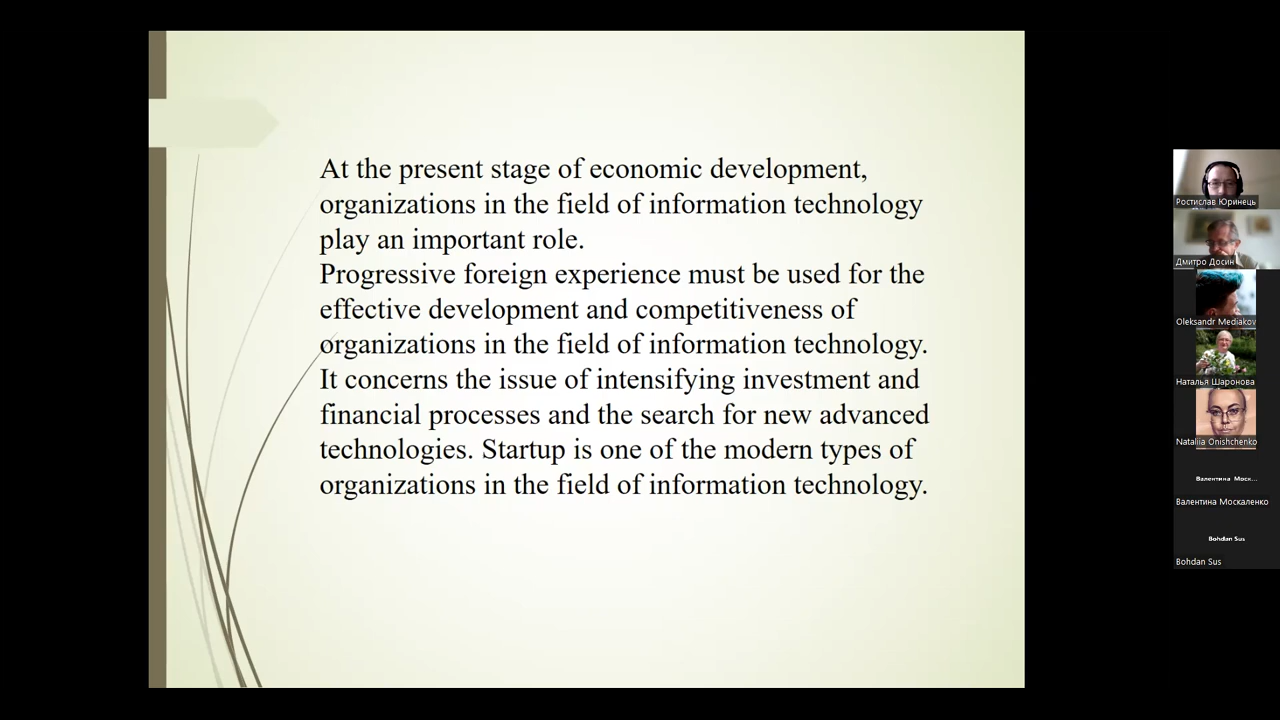 At the present stage of economic development,
organizations in the field of information technology
play an important role.
Progressive foreign experience must be used for the
effective development and competitiveness of
organizations in the field of information technology.
It concerns the issue of intensifying investment and
financial processes and the search for new advanced
technologies. Startup is one of the modern types of
organizations in the field of information technology.
Ростислав Юринець
Дмитро Досин
Oleksandr Mediakov
Наталья Шаронова
Nataliia Onishchenko
Валентина Моск...
Валентина Москаленко
Bohdan Sus
Bohdan Sus